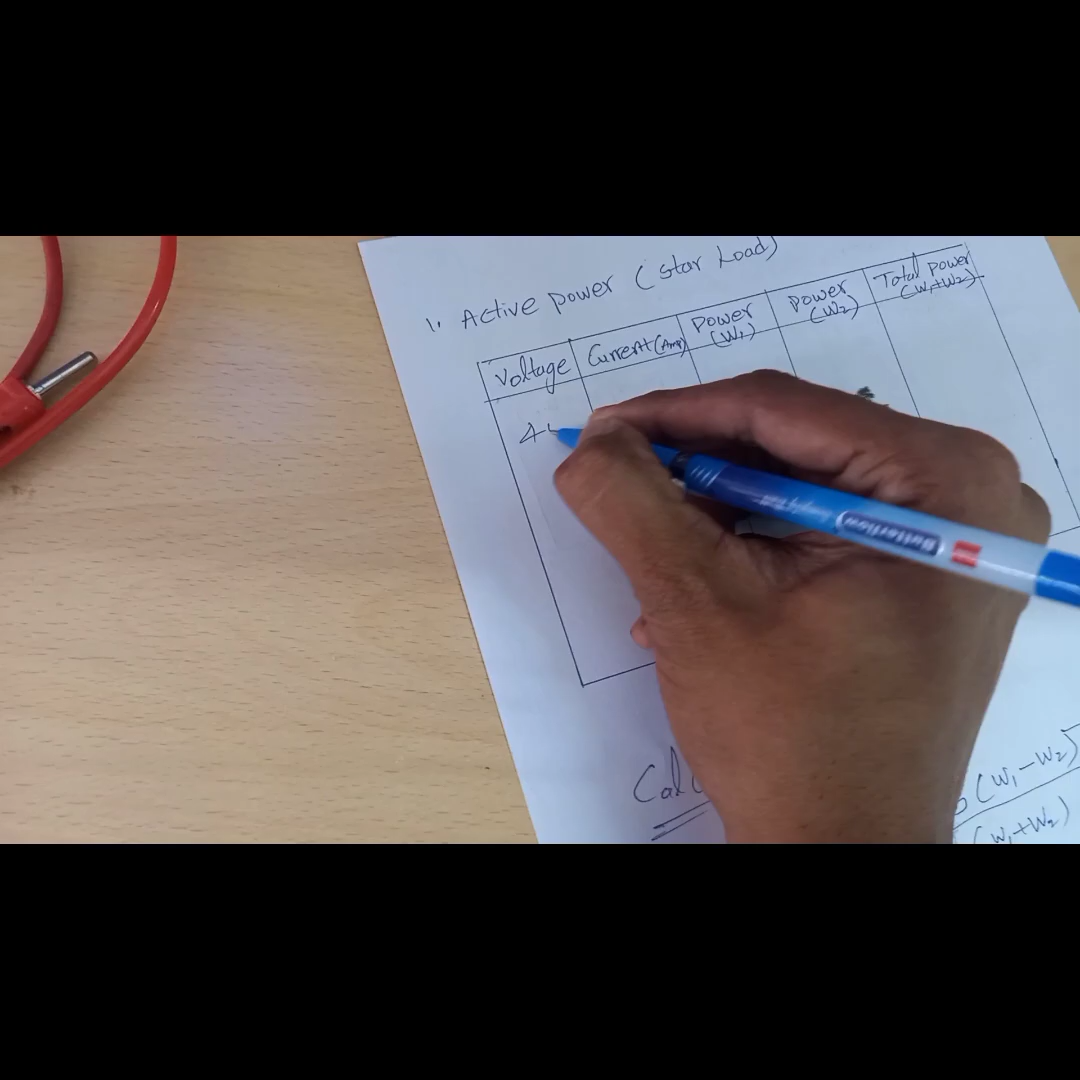 1. Active power (star Load)
Voltage Current (Amp) Power (W1) Power (W2) Total power (W1+W2)
4
Cal
(W1-W2)
(W1+W2)
Butterflow